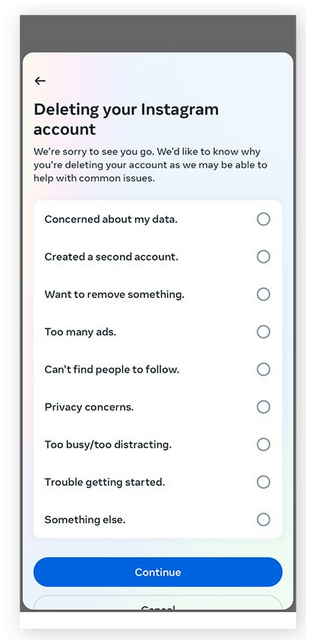 Deleting your Instagram
account
We're sorry to see you go. We'd like to know why
you're deleting your account as we may be able to
help with common issues.
Concerned about my data.
Created a second account.
Want to remove something.
Too many ads.
Can't find people to follow.
Privacy concerns.
Too busy/too distracting.
Trouble getting started.
Something else.
Continue
Cancel